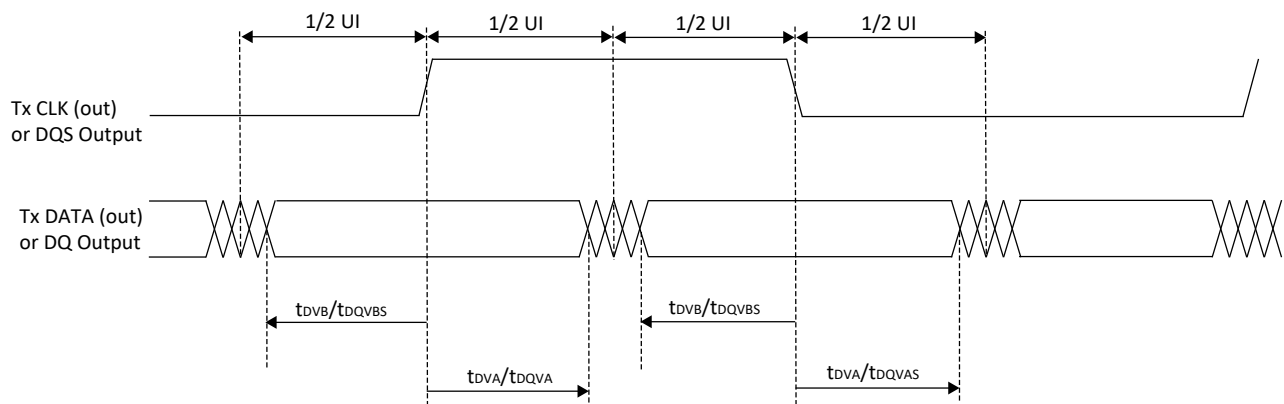 1/2 UI
1/2 UI
1/2 UI
1/2 UI
Tx CLK (out)
or DQS Output
Tx DATA (out)
or DQ Output
tDVB/tDQVBS
tDVB/tDQVBS
tDVA/tDQVA
tDVA/tDQVAS